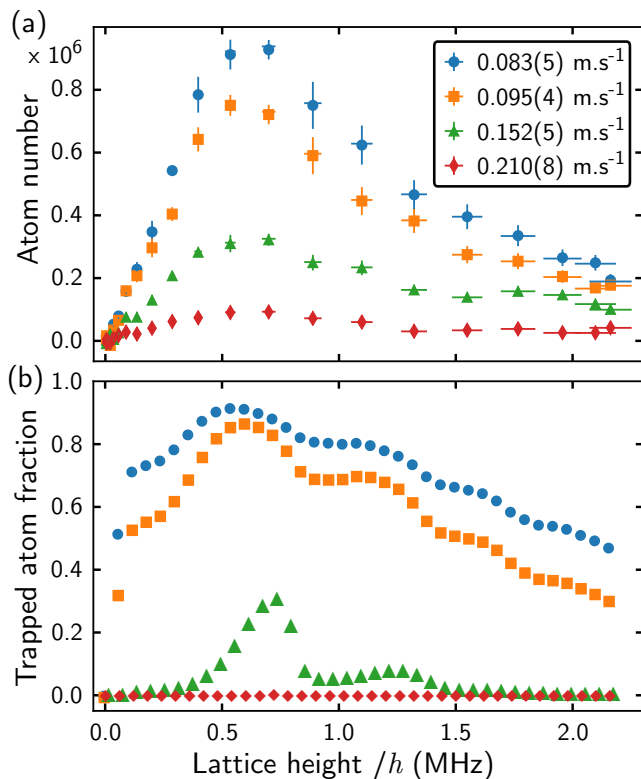 (a)
× 10⁶
0.8
0.6
0.4
0.2
0.0
Atom number
0.083(5) m.s⁻¹
0.095(4) m.s⁻¹
0.152(5) m.s⁻¹
0.210(8) m.s⁻¹
(b)
1.0
0.8
0.6
0.4
0.2
0.0
Trapped atom fraction
0.0 0.5 1.0 1.5 2.0
Lattice height /h (MHz)